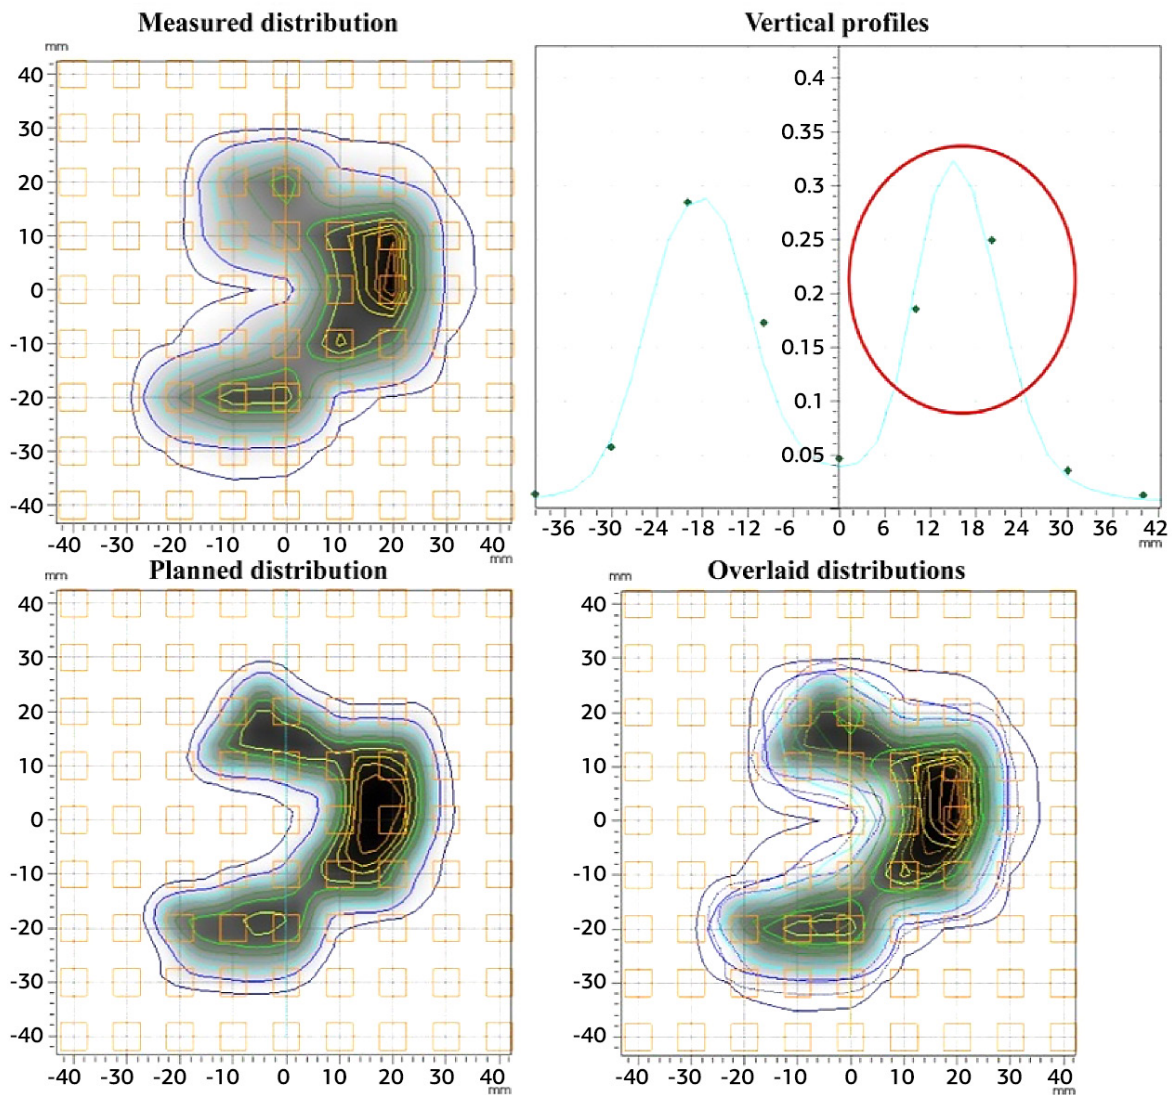 Measured distribution
mm
40
30
20
10
0
-10
-20
-30
-40
-40 -30 -20 -10 0 10 20 30 40
mm
Vertical profiles
0.4
0.35
0.3
0.25
0.2
0.15
0.1
0.05
-36 -30 -24 -18 -12 -6 0 6 12 18 24 30 36 42
mm
Planned distribution
mm
40
30
20
10
0
-10
-20
-30
-40
-40 -30 -20 -10 0 10 20 30 40
mm
Overlaid distributions
mm
40
30
20
10
0
-10
-20
-30
-40
-40 -30 -20 -10 0 10 20 30 40
mm